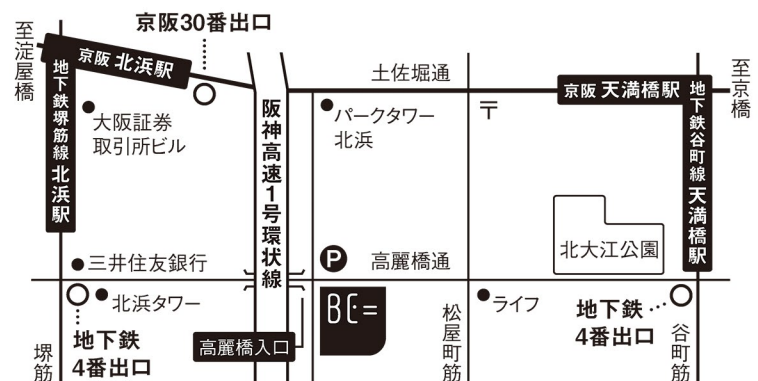 京阪30番出口
至淀屋橋
京阪 北浜駅
地下鉄堺筋線 北浜駅
大阪証券
取引所ビル
阪神高速1号環状線
土佐堀通
パークタワー
北浜
〒
京阪 天満橋駅
至京橋
地下鉄谷町線 天満橋駅
北大江公園
三井住友銀行
P
高麗橋通
北浜タワー
地下鉄
4番出口
高麗橋入口
BE=
松屋町筋
ライフ
地下鉄
4番出口
堺筋
谷町筋